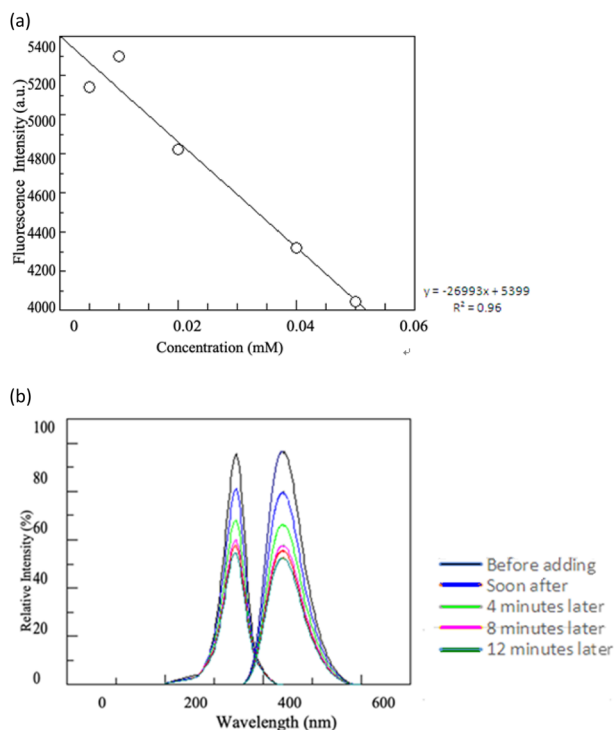 (a)
5400
5200
5000
4800
4600
4400
4200
4000
Fluorescence Intensity (a.u.)
0
0.02
0.04
0.06
Concentration (mM)
y = -26993x + 5399
R² = 0.96
(b)
100
80
60
40
20
0
Relative Intensity (%)
0
200
400
600
Wavelength (nm)
Before adding
Soon after
4 minutes later
8 minutes later
12 minutes later